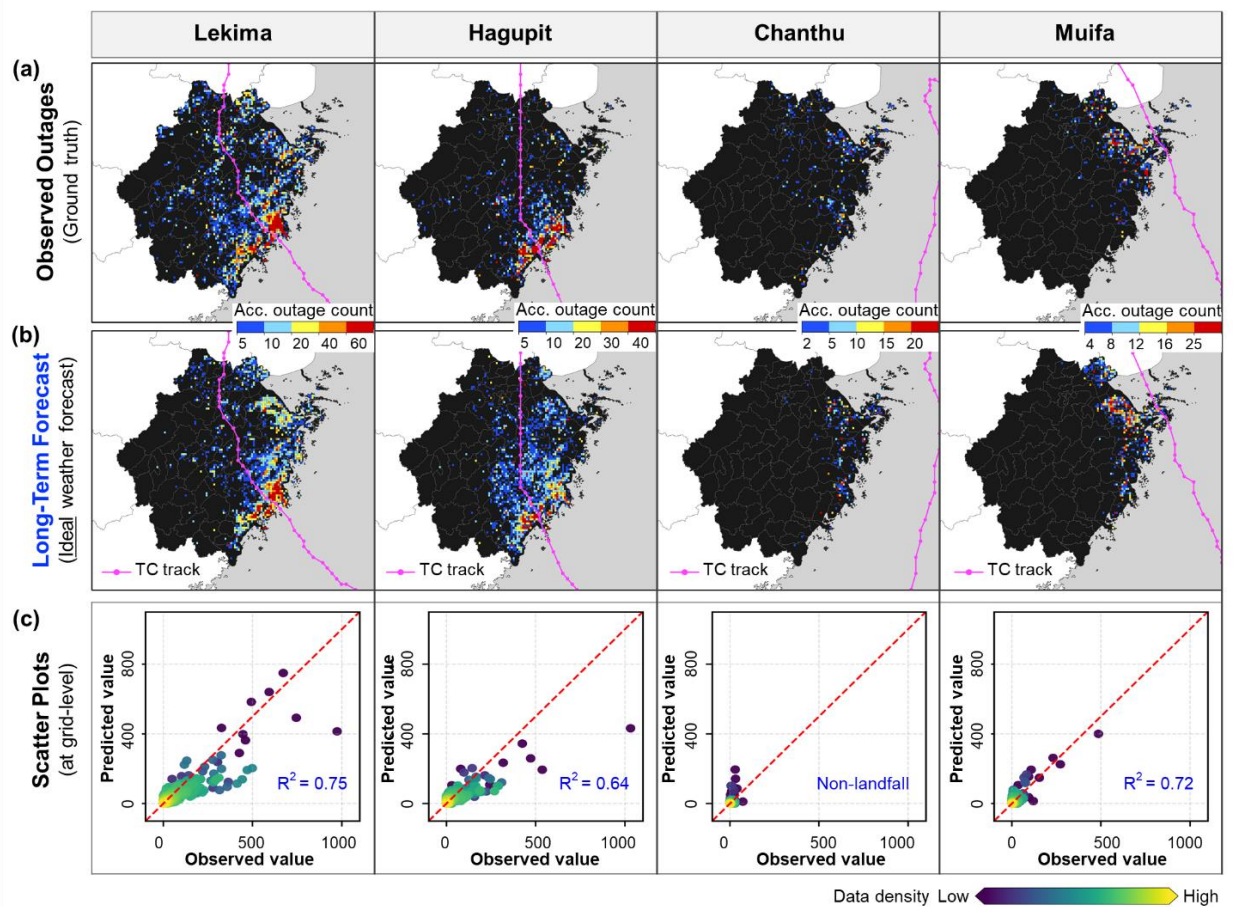 Lekima
Hagupit
Chanthu
Muifa
(a)
Observed Outages
(Ground truth)
Acc. outage count
5 10 20 40 60
Acc. outage count
5 10 20 30 40
Acc. outage count
2 5 10 15 20
Acc. outage count
4 8 12 16 25
(b)
Long-Term Forecast
(Ideal weather forecast)
TC track
TC track
TC track
TC track
(c)
Scatter Plots
(at grid-level)
Predicted value
800
400
0
R² = 0.75
0 500 1000
Observed value
Predicted value
800
400
0
R² = 0.64
0 500 1000
Observed value
Predicted value
800
400
0
Non-landfall
0 500 1000
Observed value
Predicted value
800
400
0
R² = 0.72
0 500 1000
Observed value
Data density Low High